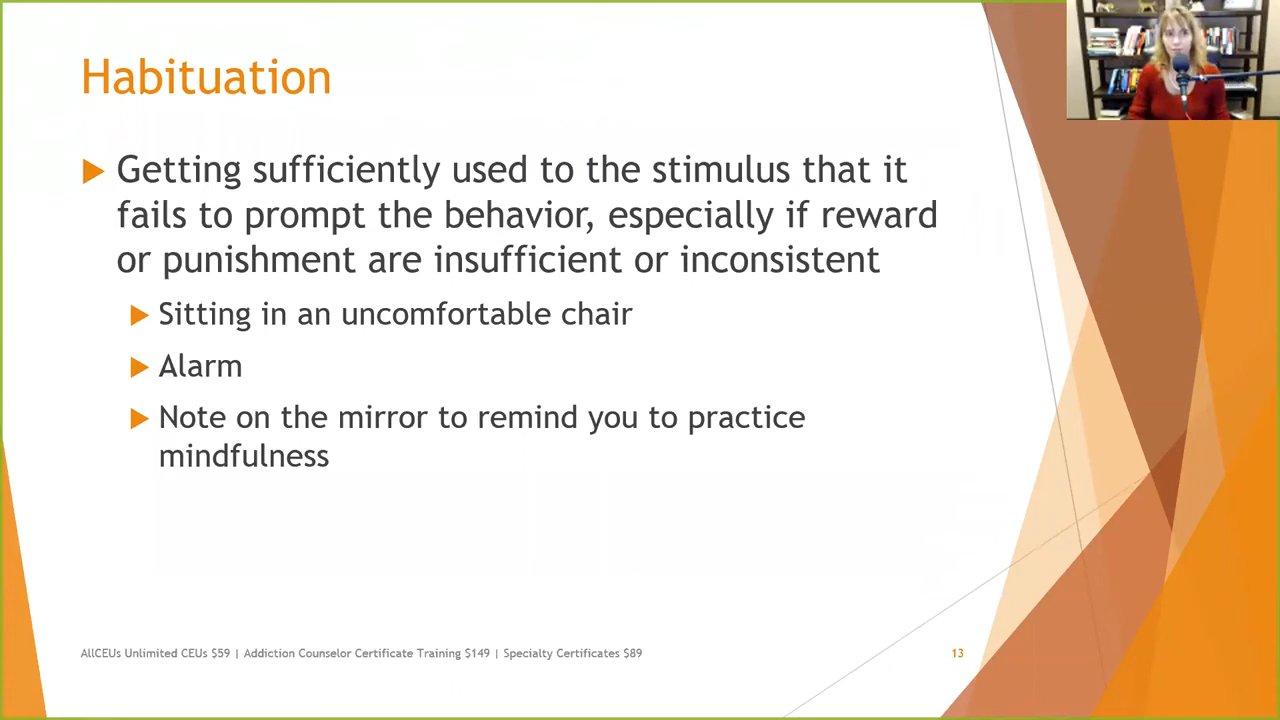 Habituation
Getting sufficiently used to the stimulus that it
fails to prompt the behavior, especially if reward
or punishment are insufficient or inconsistent
Sitting in an uncomfortable chair
Alarm
Note on the mirror to remind you to practice
mindfulness
AllCEUs Unlimited CEUs $59 | Addiction Counselor Certificate Training $149 | Specialty Certificates $89
13